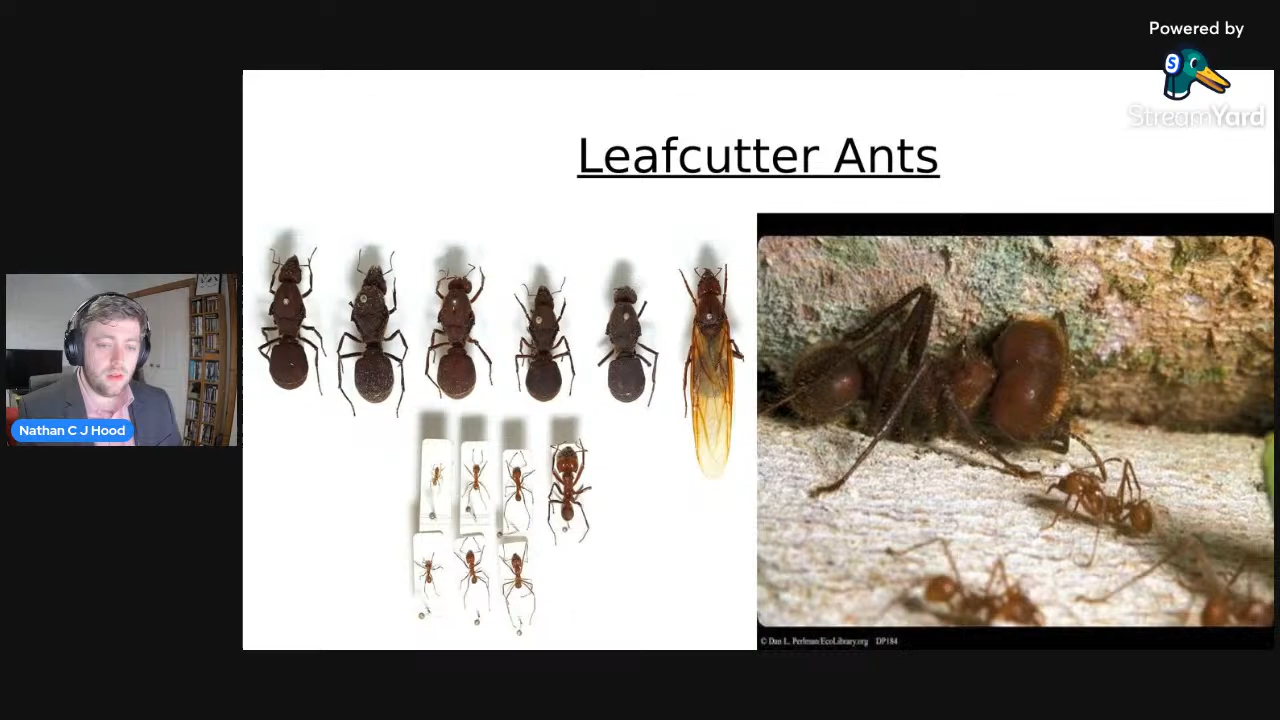 Powered by
S
StreamYard
Leafcutter Ants
Nathan C J Hood
© Dan L. Perlman/EcoLibrary.org DP184